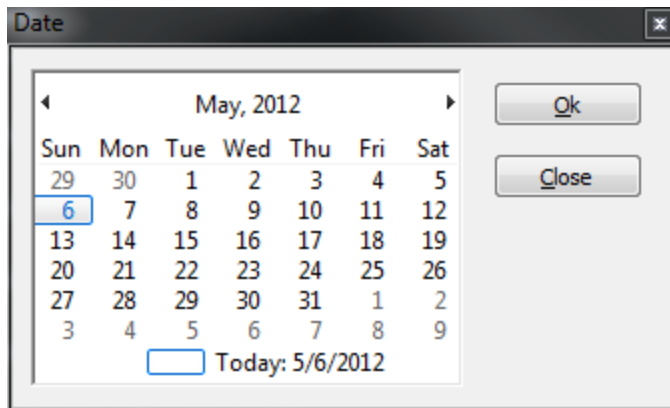 Date
May, 2012
Sun Mon Tue Wed Thu Fri Sat
29 30 1 2 3 4 5
6 7 8 9 10 11 12
13 14 15 16 17 18 19
20 21 22 23 24 25 26
27 28 29 30 31 1 2
3 4 5 6 7 8 9
Today: 5/6/2012
Ok
Close